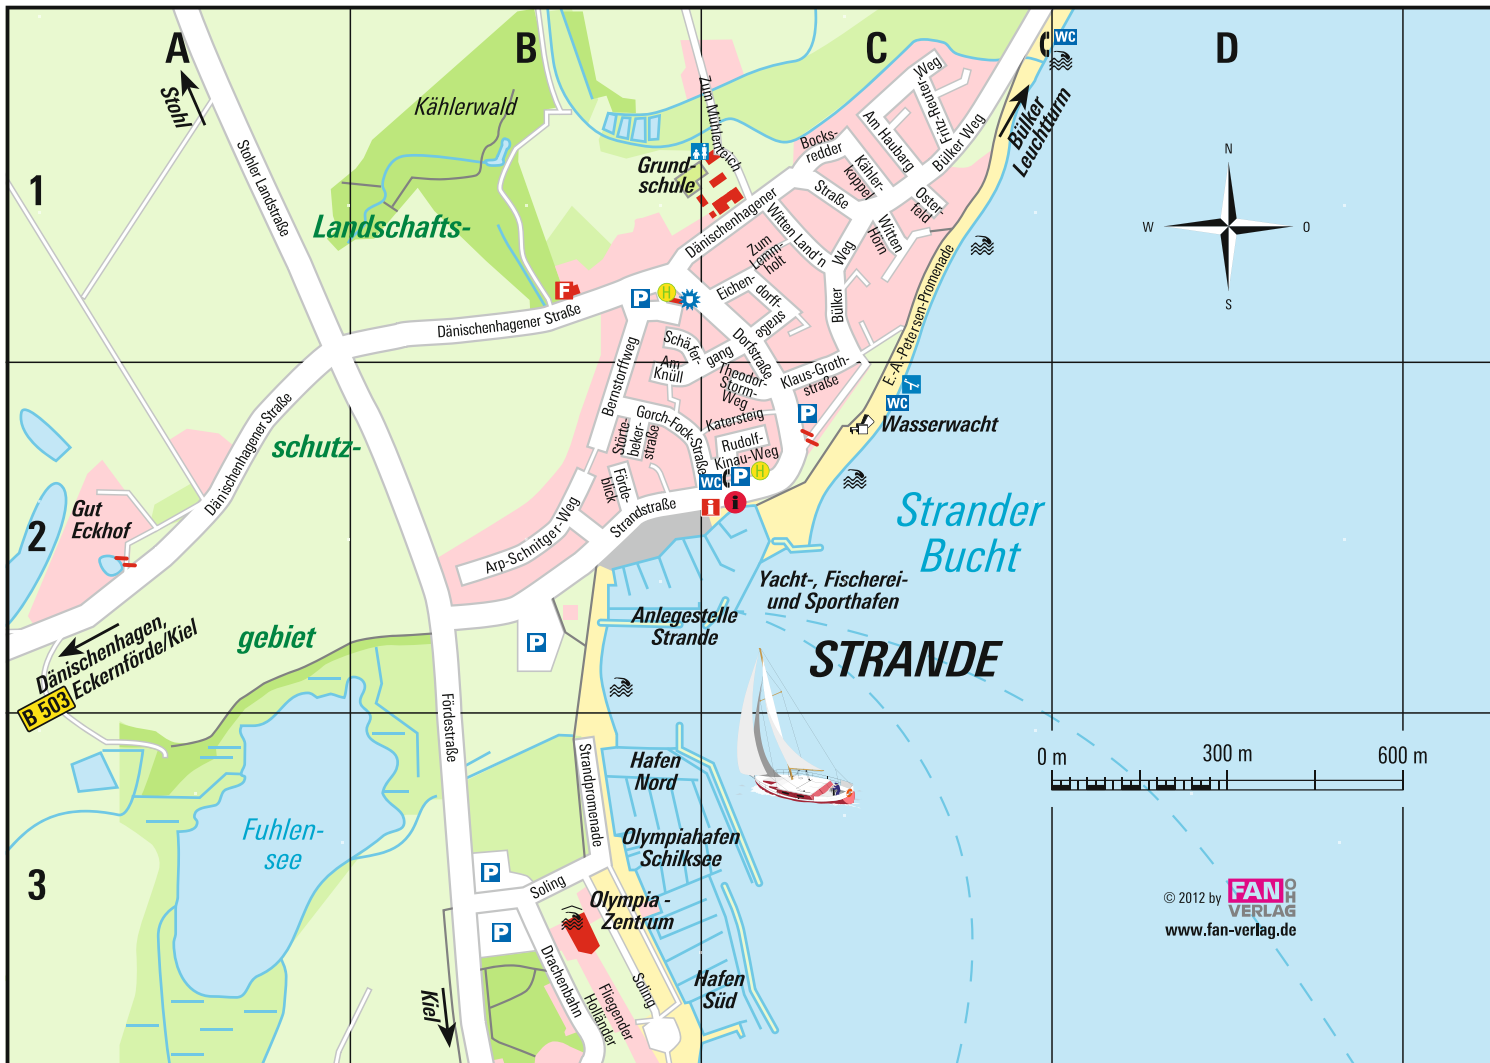 A
B
C
D
1
2
3
Stohl
Stohler Landstraße
Kählerwald
Landschafts-
schutz-
gebiet
Zum Mühlenteich
Grund-
schule
Bocks-
redder
Am Haubarg
Fritz-Reuter-
Weg
Bülker Weg
Bülker
Leuchtturm
WC
Kähler-
koppel
Oster-
feld
Witten
Hörn
Dänischenhagener
Straße
Witten Land'n
Zum
Lemm-
holt
Eichen-
dorff-
straße
Bülker
Weg
E.-A.-Petersen-Promenade
N
W
O
S
F
P
H
Dänischenhagener Straße
Schäfer-
gang
Am
Knüll
Dorfstraße
Theodor-
Storm-
Weg
Klaus-Groth-
straße
Bernstorffweg
Störte-
beker-
straße
Gorch-Fock-Straße
Katersteig
Rudolf-
Kinau-Weg
P
WC
Wasserwacht
WC
P
H
i
i
Förde-
blick
Strandstraße
Arp-Schnitger-Weg
Dänischenhagener Straße
Gut
Eckhof
Strander
Bucht
Yacht-, Fischerei-
und Sporthafen
Anlegestelle
Strande
STRANDE
P
Dänischenhagen,
Eckernförde/Kiel
B 503
Fördestraße
Strandpromenade
Hafen
Nord
Olympiahafen
Schilksee
Fuhlen-
see
0 m
300 m
600 m
P
Soling
Olympia -
Zentrum
P
Drachenbahn
Fliegender
Holländer
Soling
Hafen
Süd
Kiel
© 2012 by
FAN
OHG
VERLAG
www.fan-verlag.de